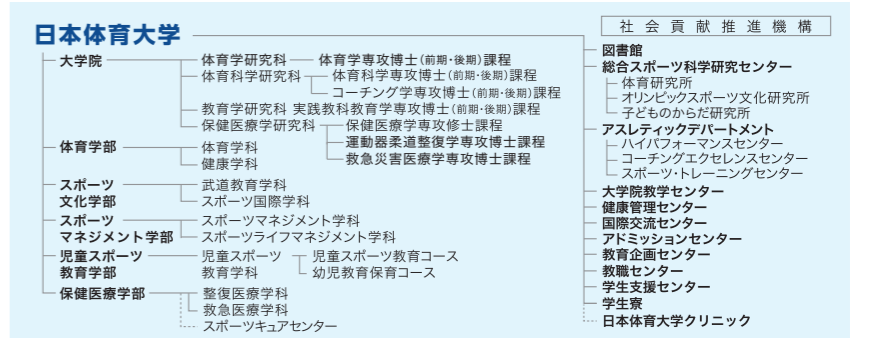 日本体育大学
大学院
体育学研究科 体育学専攻博士(前期・後期)課程
体育科学研究科 体育科学専攻博士(前期・後期)課程
コーチング学専攻博士(前期・後期)課程
教育学研究科 実践教科教育学専攻博士(前期・後期)課程
保健医療学研究科 保健医療学専攻修士課程
運動器柔道整復学専攻博士課程
救急災害医療学専攻博士課程
体育学部 体育学科
健康学科
スポーツ 武道教育学科
文化学部 スポーツ国際学科
スポーツ スポーツマネジメント学科
マネジメント学部 スポーツライフマネジメント学科
児童スポーツ 児童スポーツ 児童スポーツ教育コース
教育学部 教育学科 幼児教育保育コース
保健医療学部 整復医療学科
救急医療学科
スポーツキュアセンター
社会貢献推進機構
図書館
総合スポーツ科学研究センター
体育研究所
オリンピックスポーツ文化研究所
子どものからだ研究所
アスレティックデパートメント
ハイパフォーマンスセンター
コーチングエクセレンスセンター
スポーツ・トレーニングセンター
大学院教学センター
健康管理センター
国際交流センター
アドミッションセンター
教育企画センター
教職センター
学生支援センター
学生寮
日本体育大学クリニック